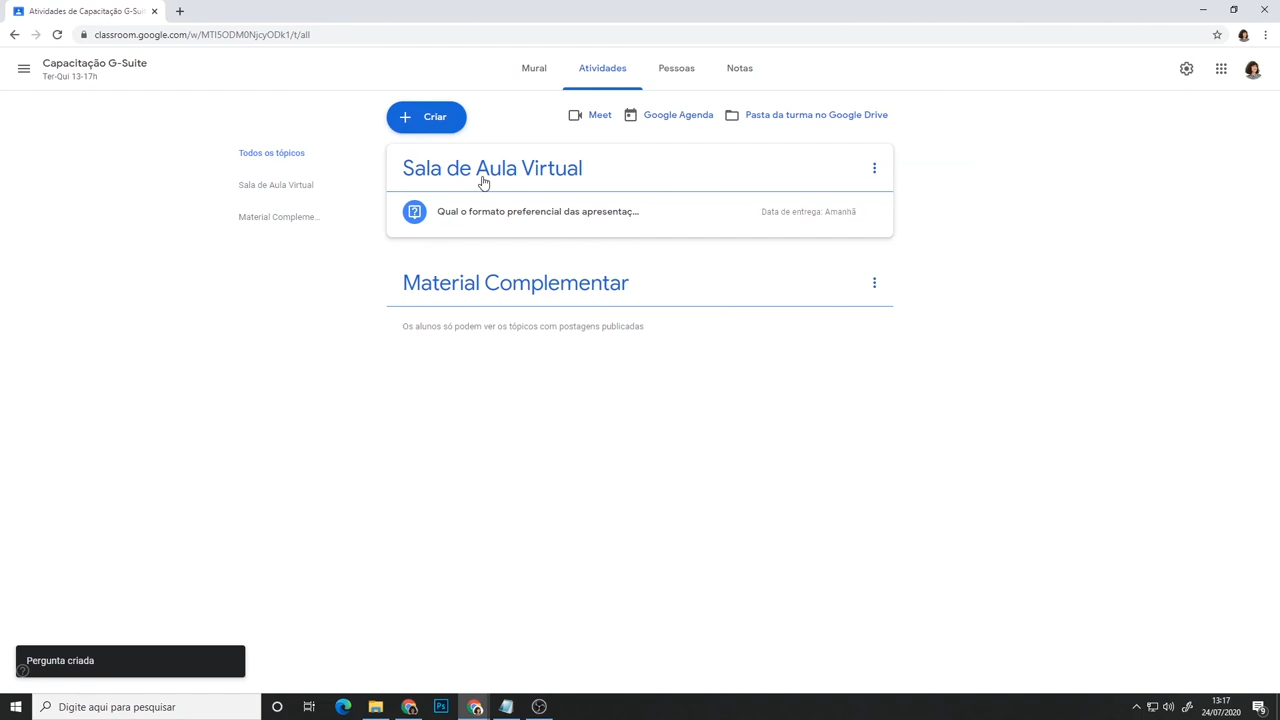 Atividades de Capacitação G-Suit
classroom.google.com/w/MTI5ODM0NjcyODk1/t/all
Capacitação G-Suite
Ter-Qui 13-17h
Mural
Atividades
Pessoas
Notas
Criar
Meet
Google Agenda
Pasta da turma no Google Drive
Todos os tópicos
Sala de Aula Virtual
Material Compleme...
Sala de Aula Virtual
Qual o formato preferencial das apresentaç...
Data de entrega: Amanhã
Material Complementar
Os alunos só podem ver os tópicos com postagens publicadas
Pergunta criada
Digite aqui para pesquisar
Ps
13:17
24/07/2020
9